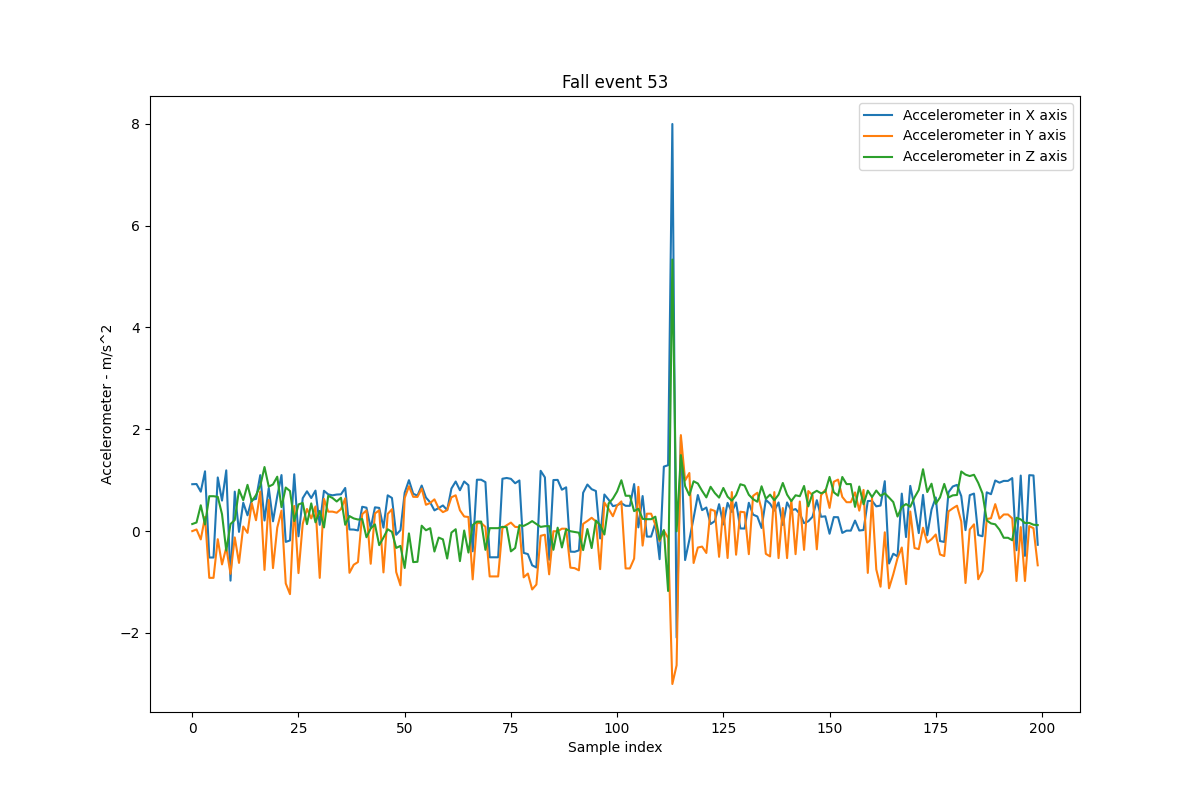 Fall event 53
Accelerometer in X axis
Accelerometer in Y axis
Accelerometer in Z axis
8
6
4
2
0
−2
Accelerometer - m/s^2
0 25 50 75 100 125 150 175 200
Sample index